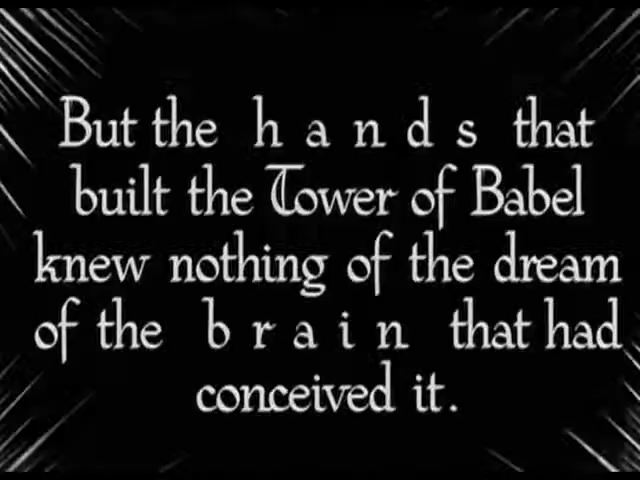 But the h a n d s that
built the Tower of Babel
knew nothing of the dream
of the b r a i n that had
conceived it.